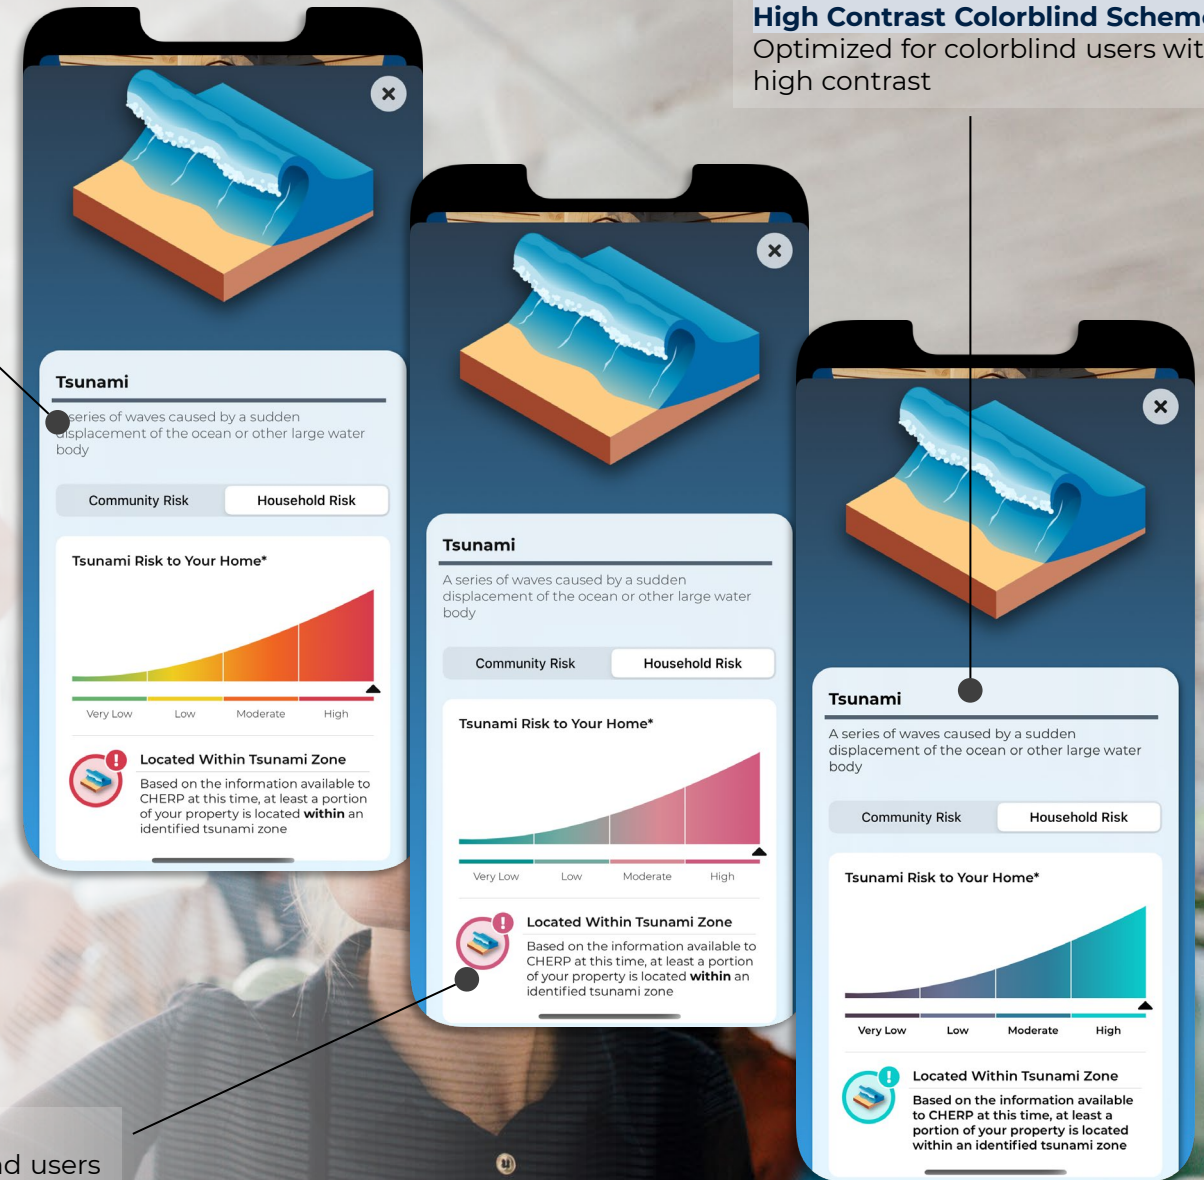 High Contrast Colorblind Scheme
Optimized for colorblind users with
high contrast
Tsunami
series of waves caused by a sudden
displacement of the ocean or other large water
body
Community Risk
Household Risk
Tsunami Risk to Your Home*
Very Low
Low
Moderate
High
Located Within Tsunami Zone
Based on the information available to
CHERP at this time, at least a portion
of your property is located within an
identified tsunami zone
Tsunami
A series of waves caused by a sudden
displacement of the ocean or other large water
body
Community Risk
Household Risk
Tsunami Risk to Your Home*
Very Low
Low
Moderate
High
Located Within Tsunami Zone
Based on the information available to
CHERP at this time, at least a portion
of your property is located within an
identified tsunami zone
Tsunami
A series of waves caused by a sudden
displacement of the ocean or other large water
body
Community Risk
Household Risk
Tsunami Risk to Your Home*
Very Low
Low
Moderate
High
Located Within Tsunami Zone
Based on the information available
to CHERP at this time, at least a
portion of your property is located
within an identified tsunami zone
users